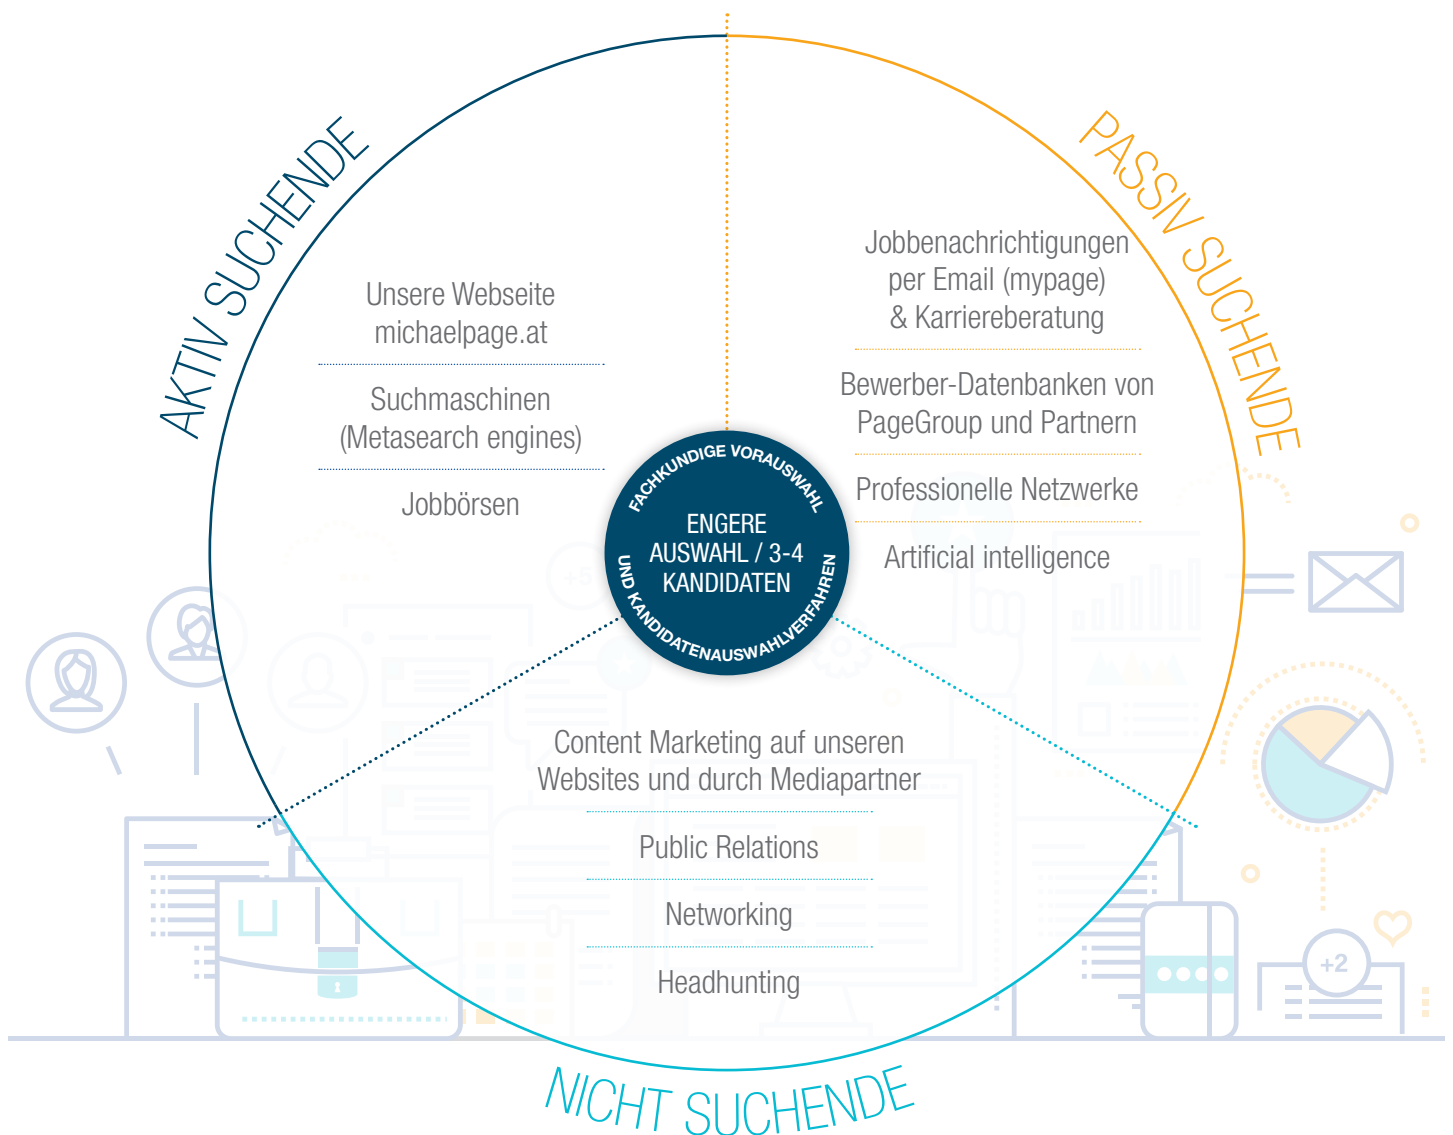 AKTIV SUCHENDE
Unsere Webseite
michaelpage.at
Suchmaschinen
(Metasearch engines)
Jobbörsen
PASSIV SUCHENDE
Jobbenachrichtigungen
per Email (mypage)
& Karriereberatung
Bewerber-Datenbanken von
PageGroup und Partnern
Professionelle Netzwerke
Artificial intelligence
FACHKUNDIGE VORAUSWAHL
ENGERE
AUSWAHL / 3-4
KANDIDATEN
UND KANDIDATENAUSWAHLVERFAHREN
+5
Content Marketing auf unseren
Websites und durch Mediapartner
Public Relations
Networking
Headhunting
+2
NICHT SUCHENDE